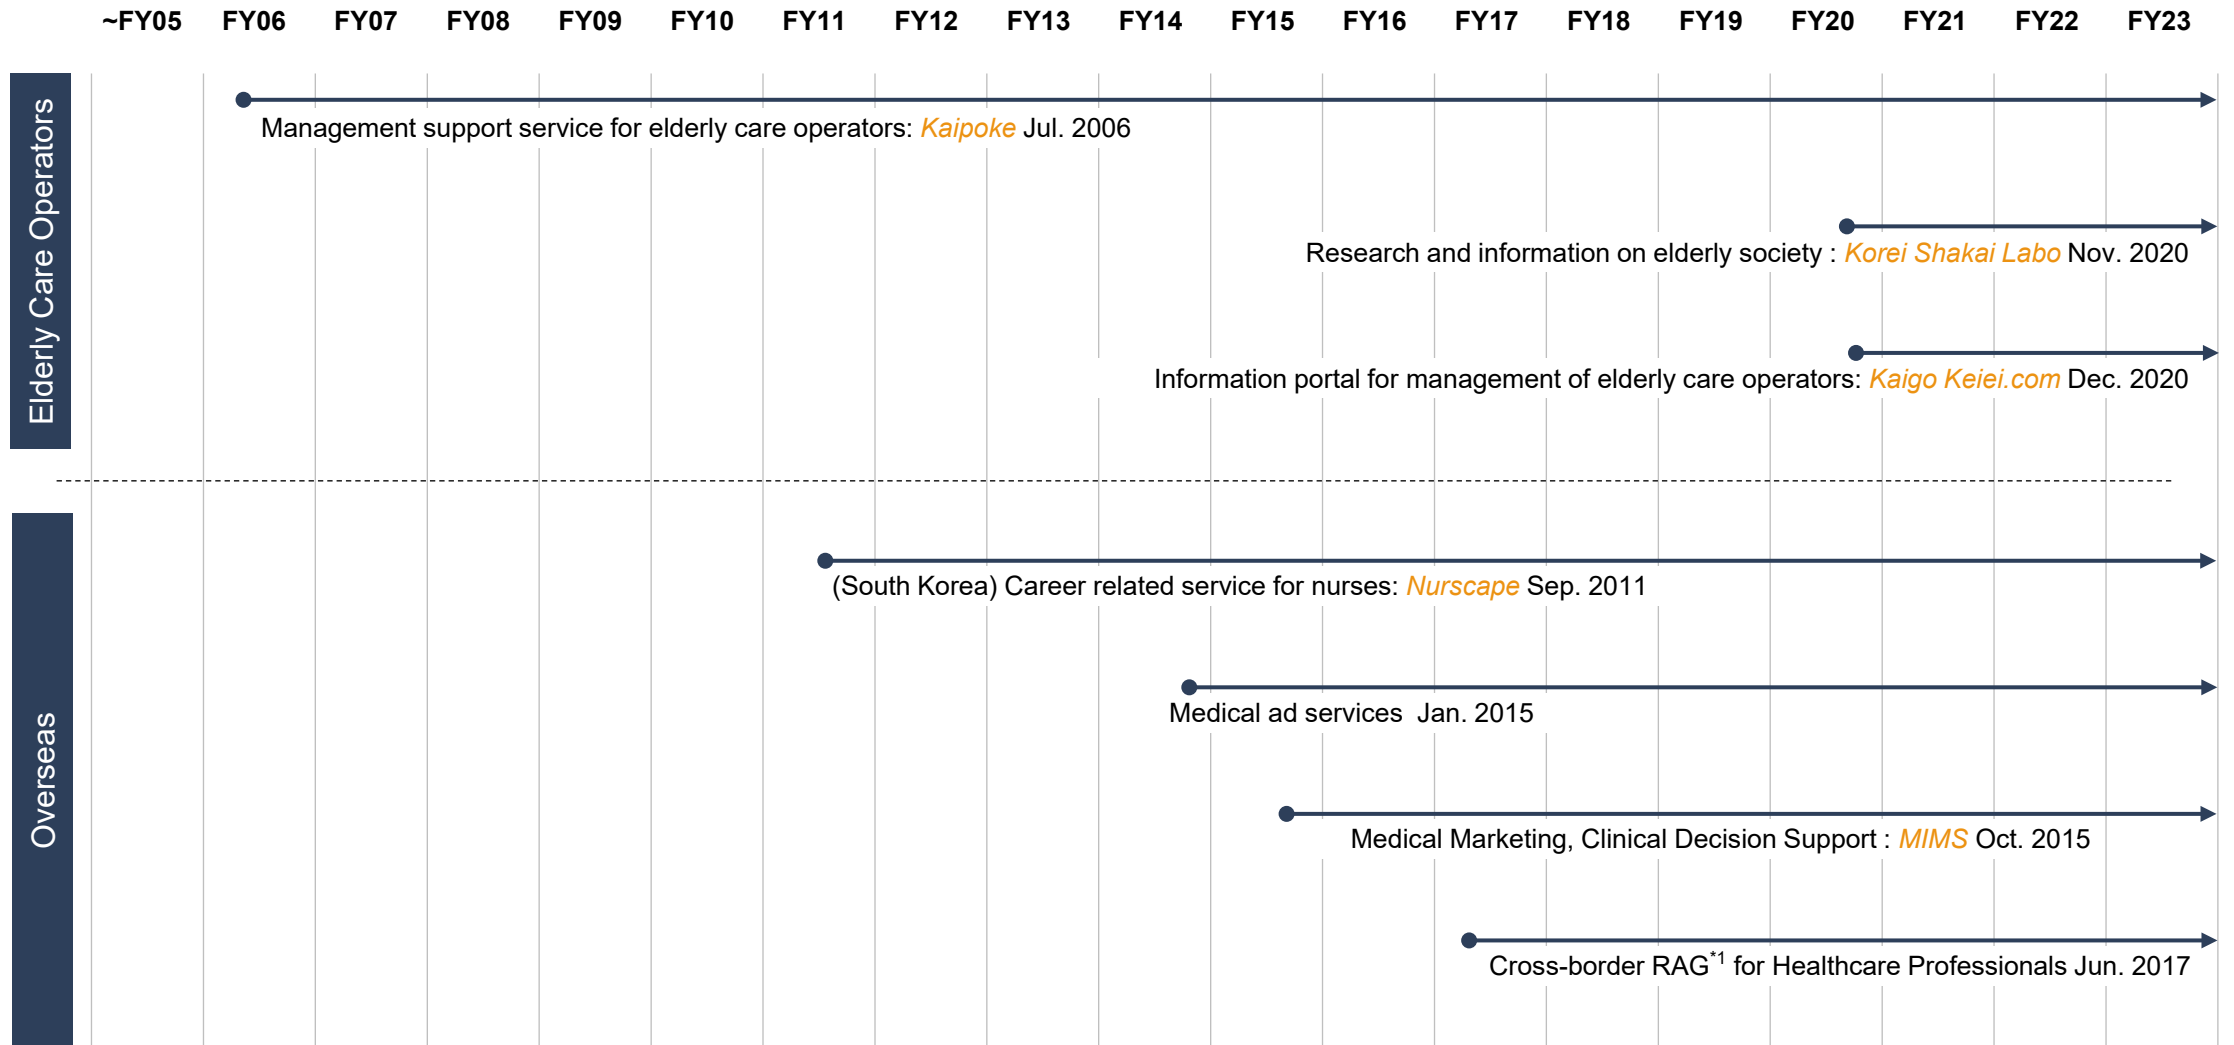 ~FY05 FY06 FY07 FY08 FY09 FY10 FY11 FY12 FY13 FY14 FY15 FY16 FY17 FY18 FY19 FY20 FY21 FY22 FY23
Elderly Care Operators
Management support service for elderly care operators: Kaipoke Jul. 2006
Research and information on elderly society : Korei Shakai Labo Nov. 2020
Information portal for management of elderly care operators: Kaigo Keiei.com Dec. 2020
Overseas
(South Korea) Career related service for nurses: Nurscape Sep. 2011
Medical ad services Jan. 2015
Medical Marketing, Clinical Decision Support : MIMS Oct. 2015
Cross-border RAG*1 for Healthcare Professionals Jun. 2017